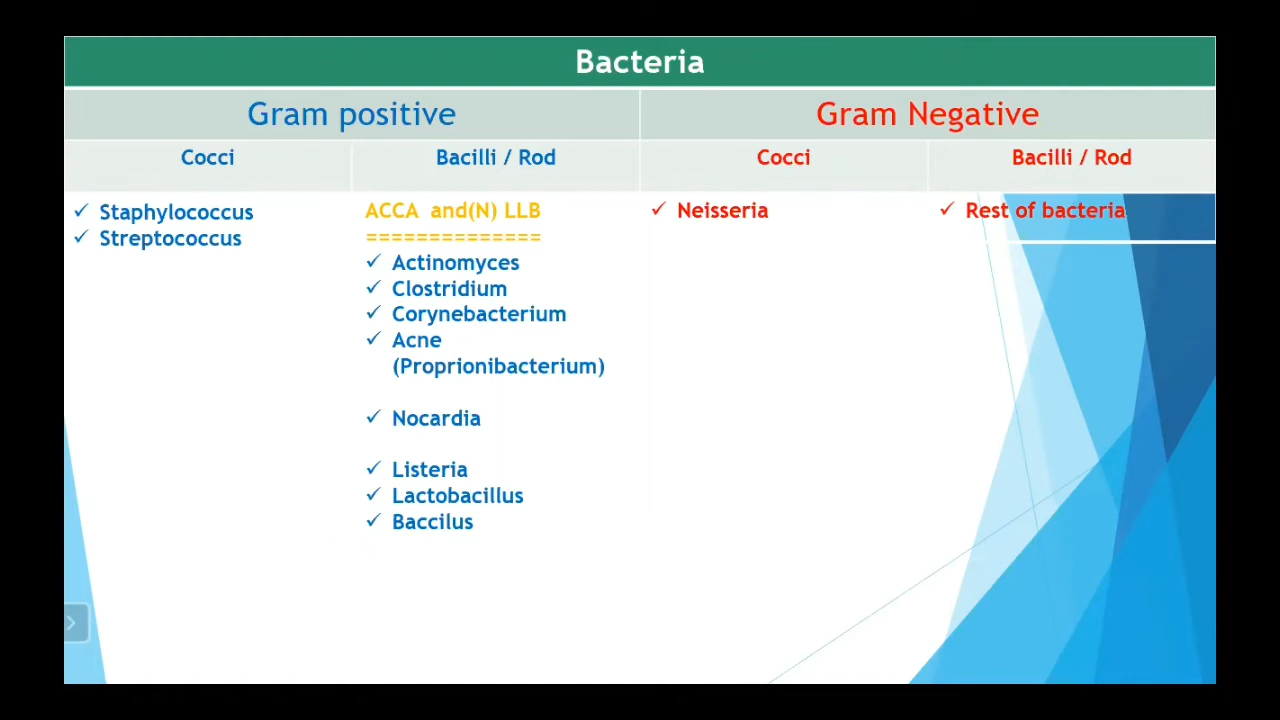 Bacteria
Gram positive
Gram Negative
Cocci
Bacilli / Rod
Cocci
Bacilli / Rod
✓ Staphylococcus
✓ Streptococcus
ACCA and(N) LLB
==============
✓ Actinomyces
✓ Clostridium
✓ Corynebacterium
✓ Acne
(Proprionibacterium)
✓ Nocardia
✓ Listeria
✓ Lactobacillus
✓ Baccilus
✓ Neisseria
✓ Rest of bacteria